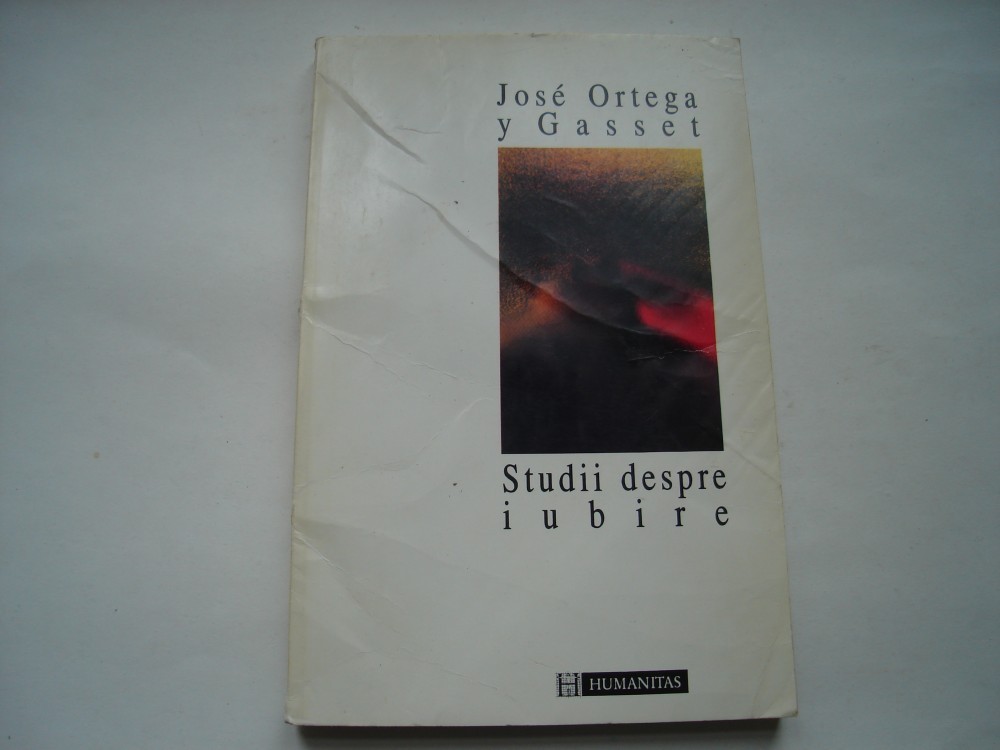 José Ortega
y Gasset
Studii despre
iubire
H HUMANITAS